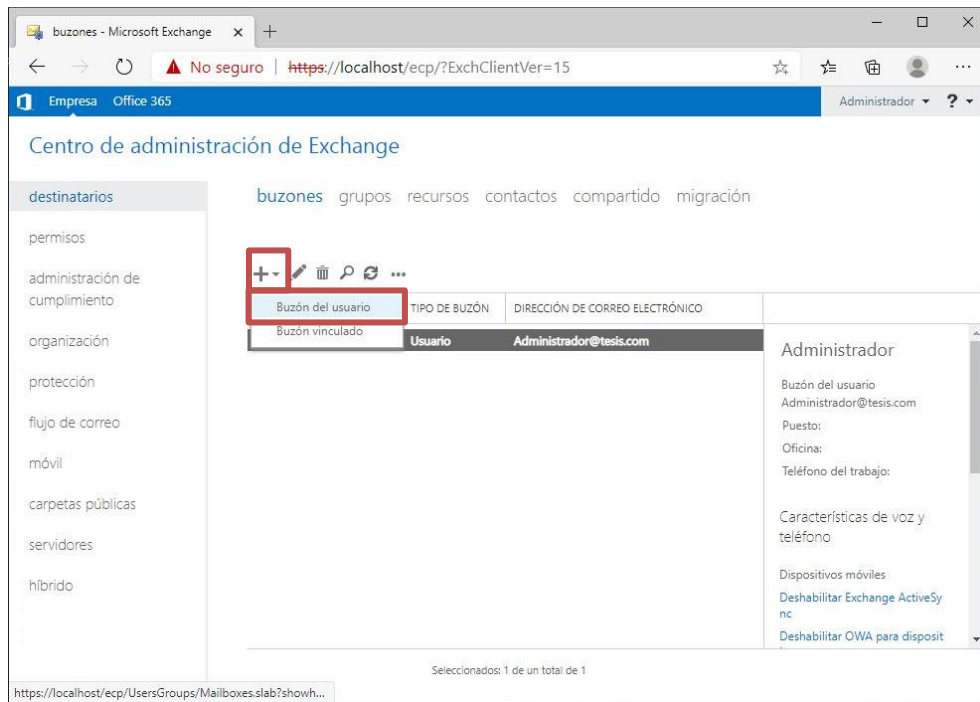 buzones - Microsoft Exchange
No seguro | https://localhost/ecp/?ExchClientVer=15
Empresa Office 365
Administrador ?
Centro de administración de Exchange
destinatarios
permisos
administración de
cumplimiento
organización
protección
flujo de correo
móvil
carpetas públicas
servidores
híbrido
buzones grupos recursos contactos compartido migración
Buzón del usuario
Buzón vinculado
TIPO DE BUZÓN DIRECCIÓN DE CORREO ELECTRÓNICO
Usuario Administrador@tesis.com
Administrador
Buzón del usuario
Administrador@tesis.com
Puesto:
Oficina:
Teléfono del trabajo:
Características de voz y
teléfono
Dispositivos móviles
Deshabilitar Exchange ActiveSy
nc
Deshabilitar OWA para disposit
Seleccionados: 1 de un total de 1
https://localhost/ecp/UsersGroups/Mailboxes.slab?showh...